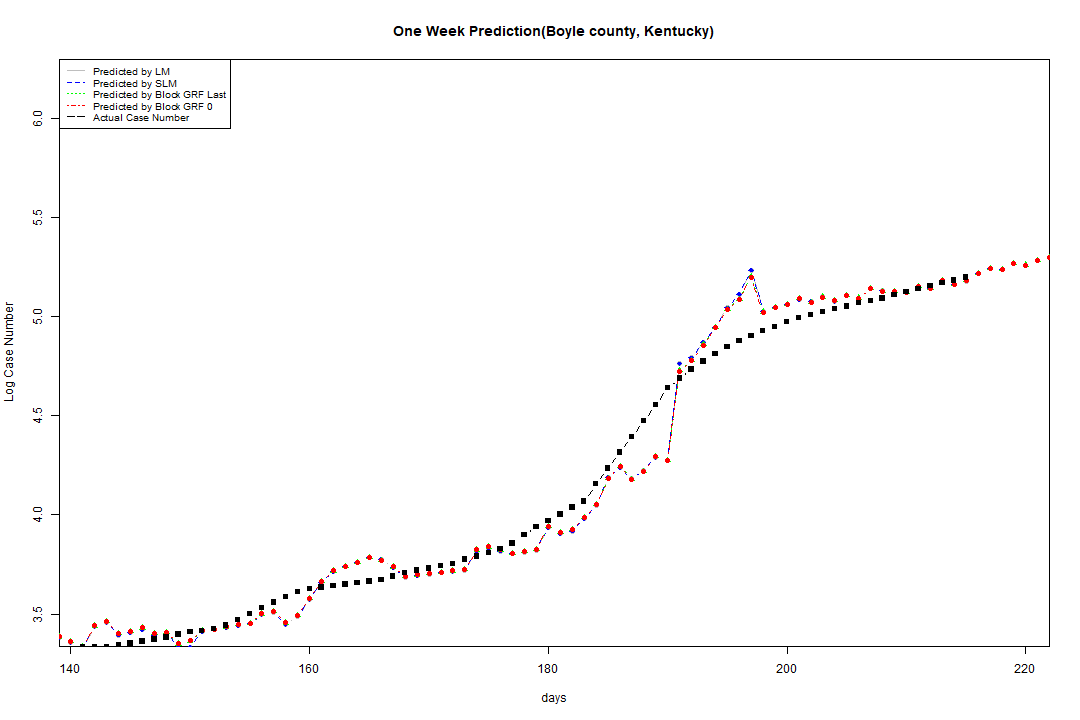 One Week Prediction(Boyle county, Kentucky)
Predicted by LM
Predicted by SLM
Predicted by Block GRF Last
Predicted by Block GRF 0
Actual Case Number
6.0
5.5
5.0
4.5
4.0
3.5
Log Case Number
140 160 180 200 220
days